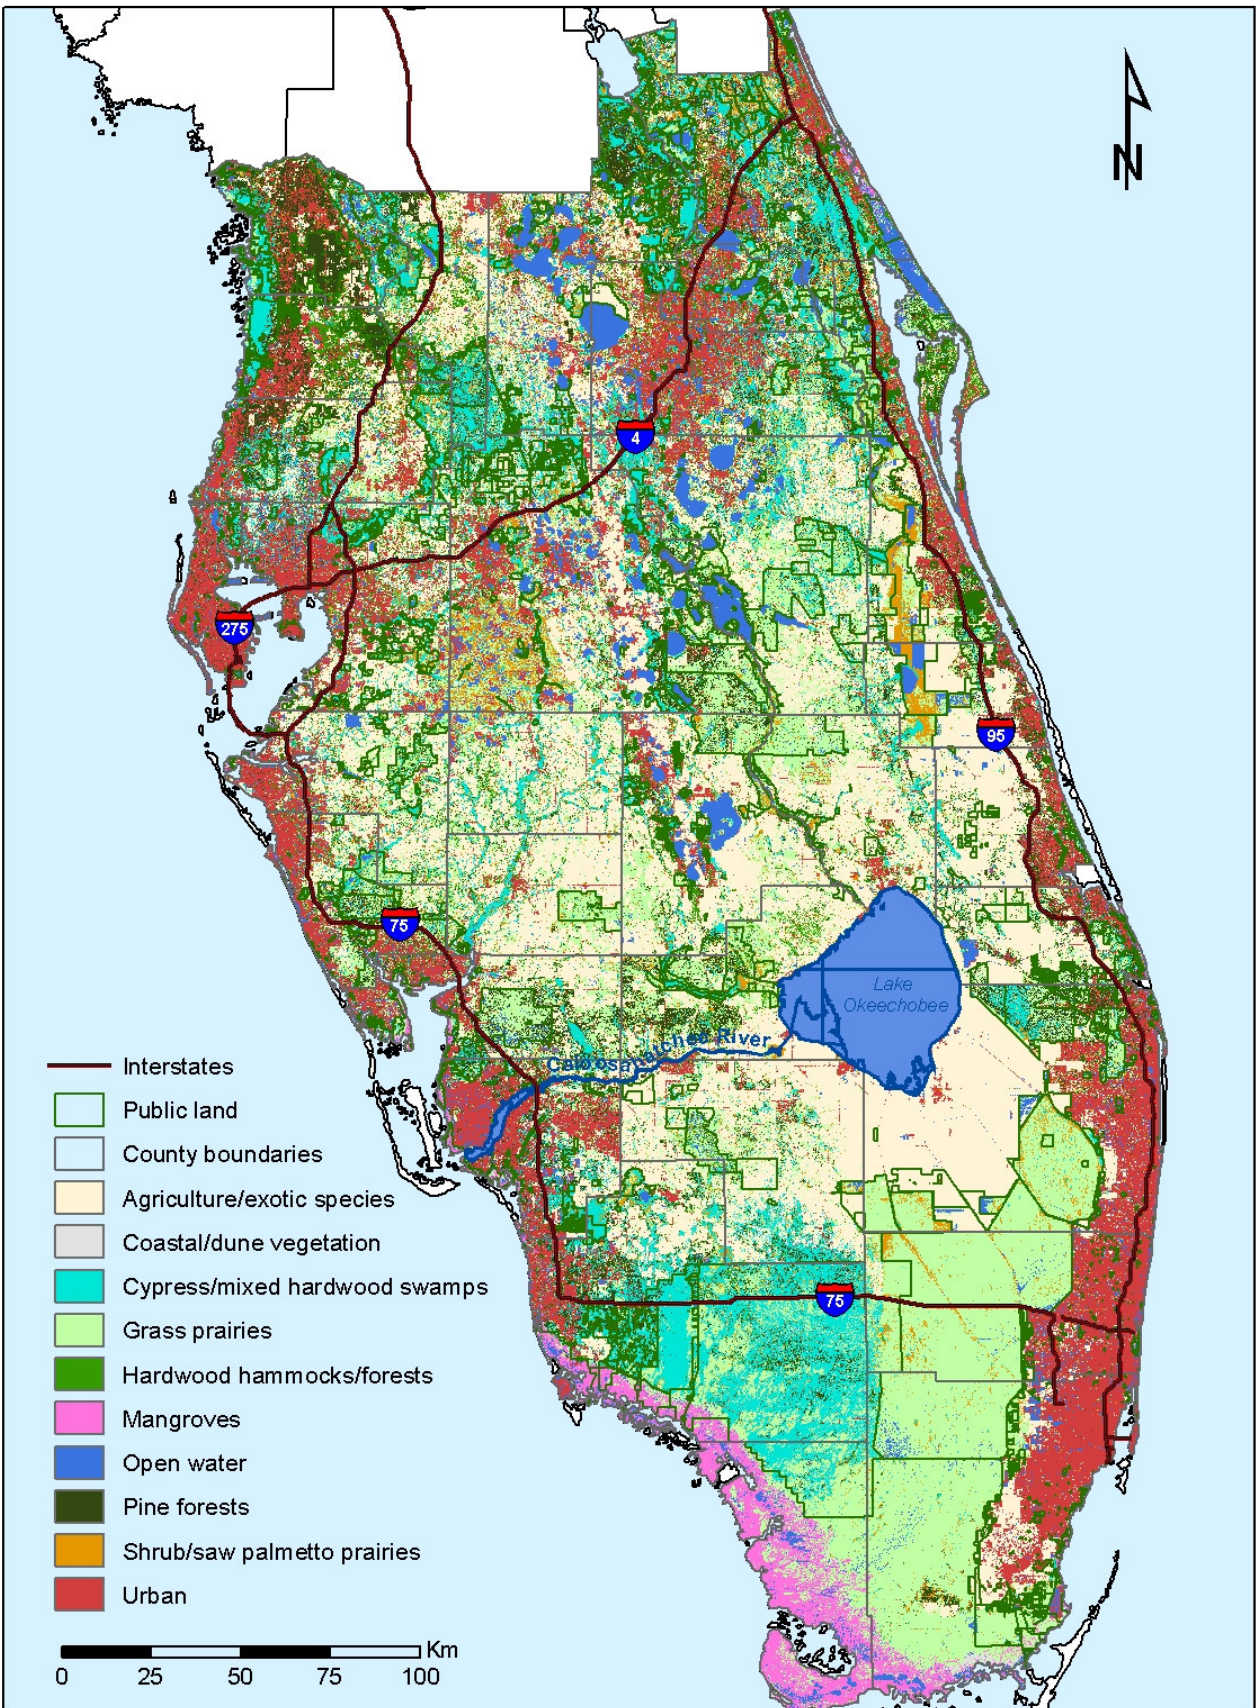 N
4
275
95
75
Lake
Okeechobee
Caloosahatchee River
75
Interstates
Public land
County boundaries
Agriculture/exotic species
Coastal/dune vegetation
Cypress/mixed hardwood swamps
Grass prairies
Hardwood hammocks/forests
Mangroves
Open water
Pine forests
Shrub/saw palmetto prairies
Urban
Km
0 25 50 75 100